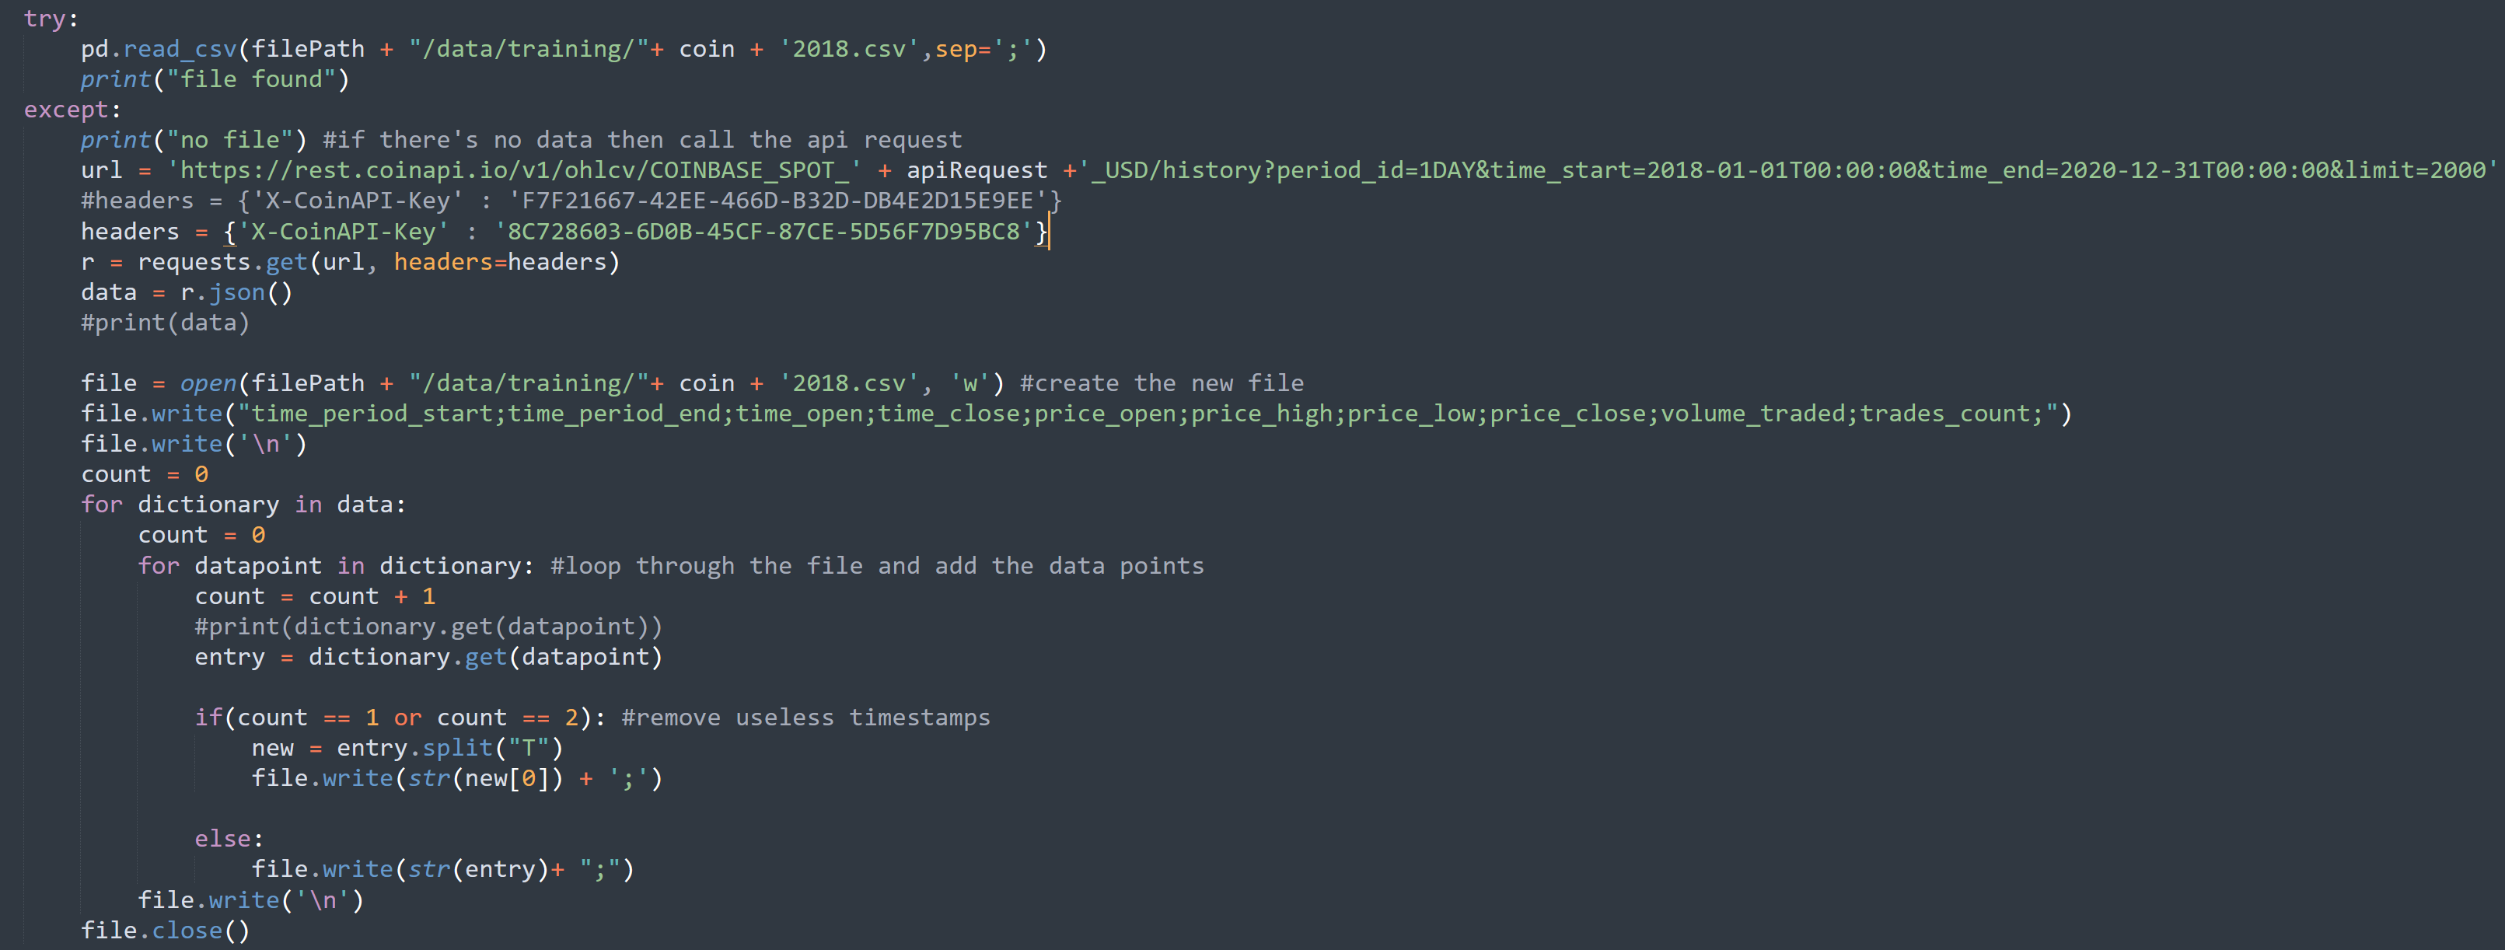 try:
    pd.read_csv(filePath + "/data/training/"+ coin + '2018.csv',sep=';')
    print("file found")
except:
    print("no file") #if there's no data then call the api request
    url = 'https://rest.coinapi.io/v1/ohlcv/COINBASE_SPOT_' + apiRequest +'_USD/history?period_id=1DAY&time_start=2018-01-01T00:00:00&time_end=2020-12-31T00:00:00&limit=2000'
    #headers = {'X-CoinAPI-Key' : 'F7F21667-42EE-466D-B32D-DB4E2D15E9EE'}
    headers = {'X-CoinAPI-Key' : '8C728603-6D0B-45CF-87CE-5D56F7D95BC8'}
    r = requests.get(url, headers=headers)
    data = r.json()
    #print(data)

    file = open(filePath + "/data/training/"+ coin + '2018.csv', 'w') #create the new file
    file.write("time_period_start;time_period_end;time_open;time_close;price_open;price_high;price_low;price_close;volume_traded;trades_count;")
    file.write('\n')
    count = 0
    for dictionary in data:
        count = 0
        for datapoint in dictionary: #loop through the file and add the data points
            count = count + 1
            #print(dictionary.get(datapoint))
            entry = dictionary.get(datapoint)

            if(count == 1 or count == 2): #remove useless timestamps
                new = entry.split("T")
                file.write(str(new[0]) + ';')

            else:
                file.write(str(entry)+ ";")
        file.write('\n')
    file.close()